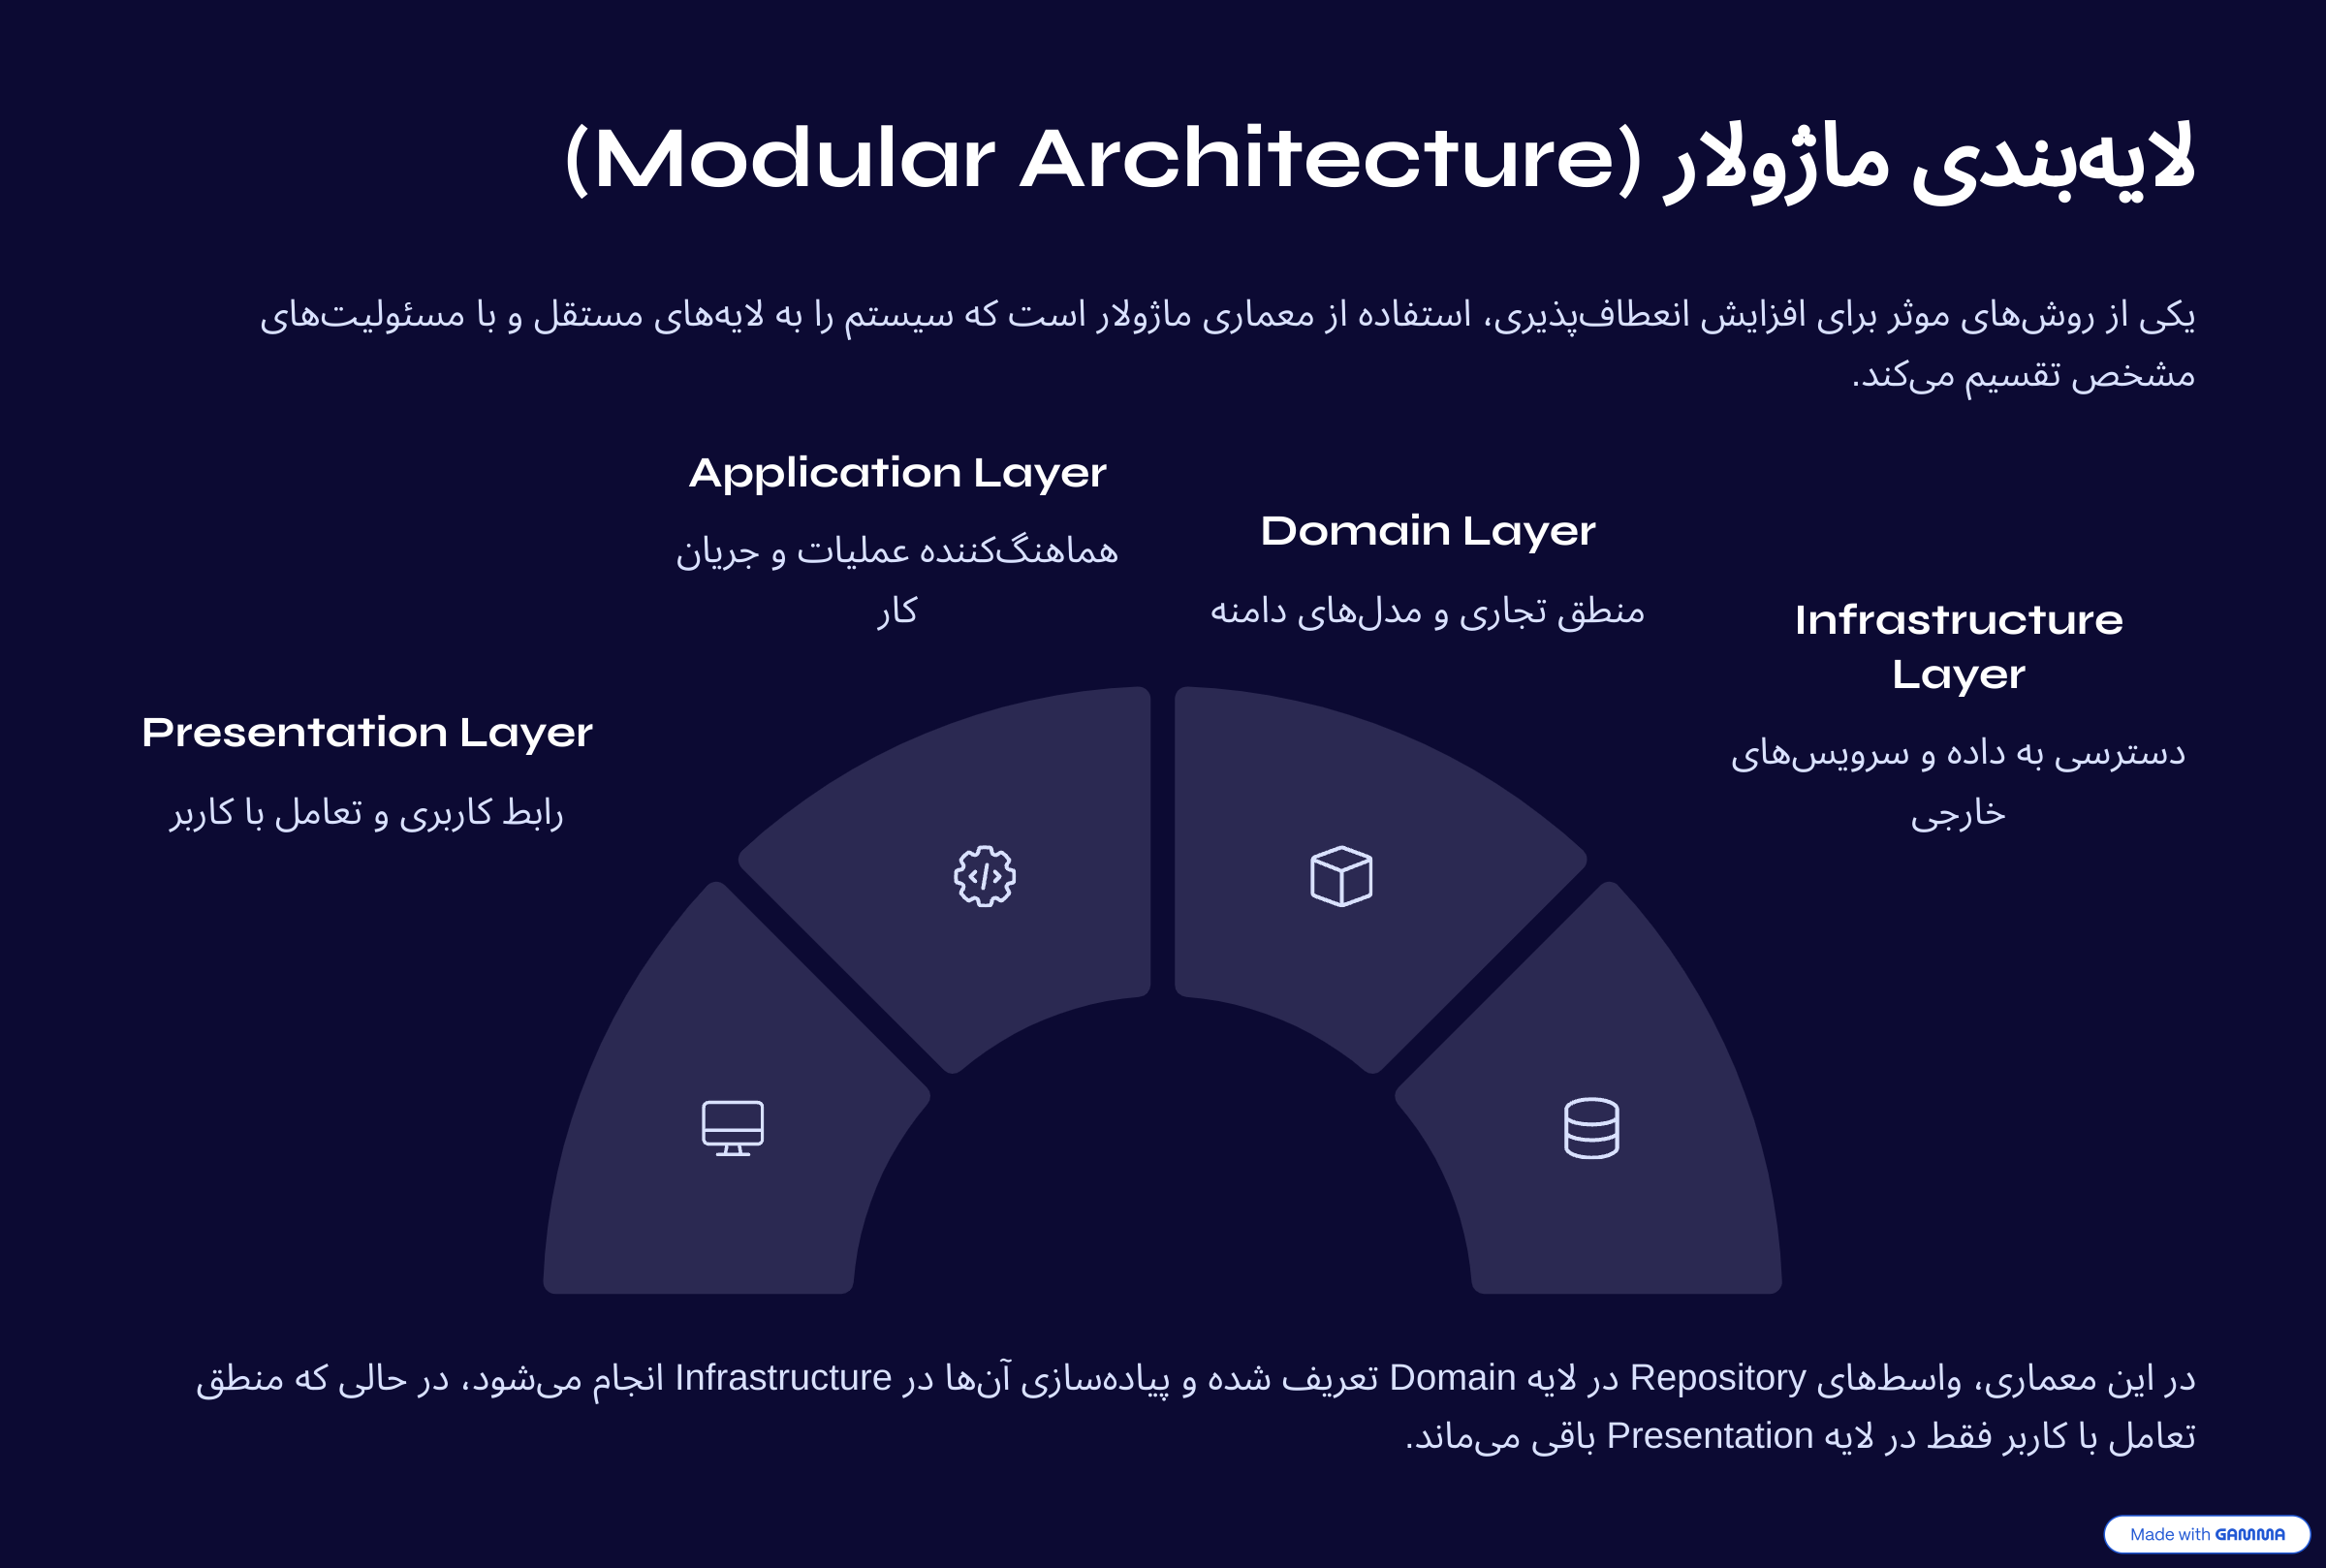 لایه‌بندی ماژولار (Modular Architecture)
یکی از روش‌های موثر برای افزایش انعطاف‌پذیری، استفاده از معماری ماژولار است که سیستم را به لایه‌های مستقل و با مسئولیت‌های
مشخص تقسیم می‌کند.
Application Layer
هماهنگ‌کننده عملیات و جریان
کار
Domain Layer
منطق تجاری و مدل‌های دامنه
Infrastructure
Layer
دسترسی به داده و سرویس‌های
خارجی
Presentation Layer
رابط کاربری و تعامل با کاربر
در این معماری، واسط‌های Repository در لایه Domain تعریف شده و پیاده‌سازی آن‌ها در Infrastructure انجام می‌شود، در حالی که منطق
تعامل با کاربر فقط در لایه Presentation باقی می‌ماند.
Made with GAMMA